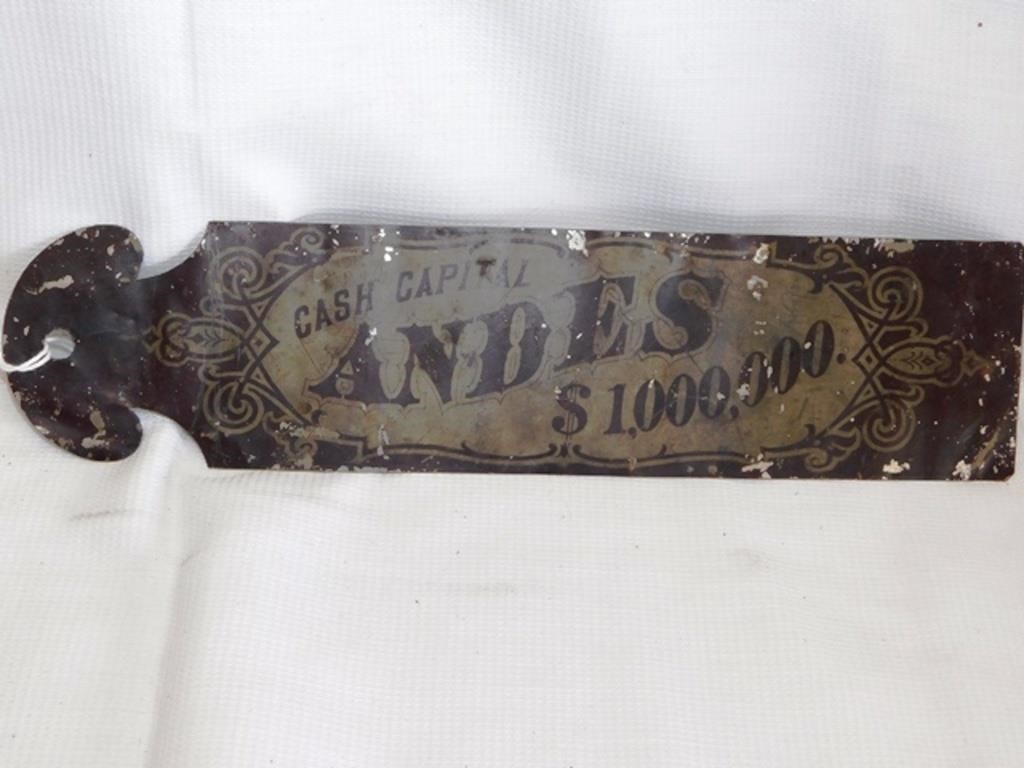 CASH CAPITAL
ANDES
$1,000,000.